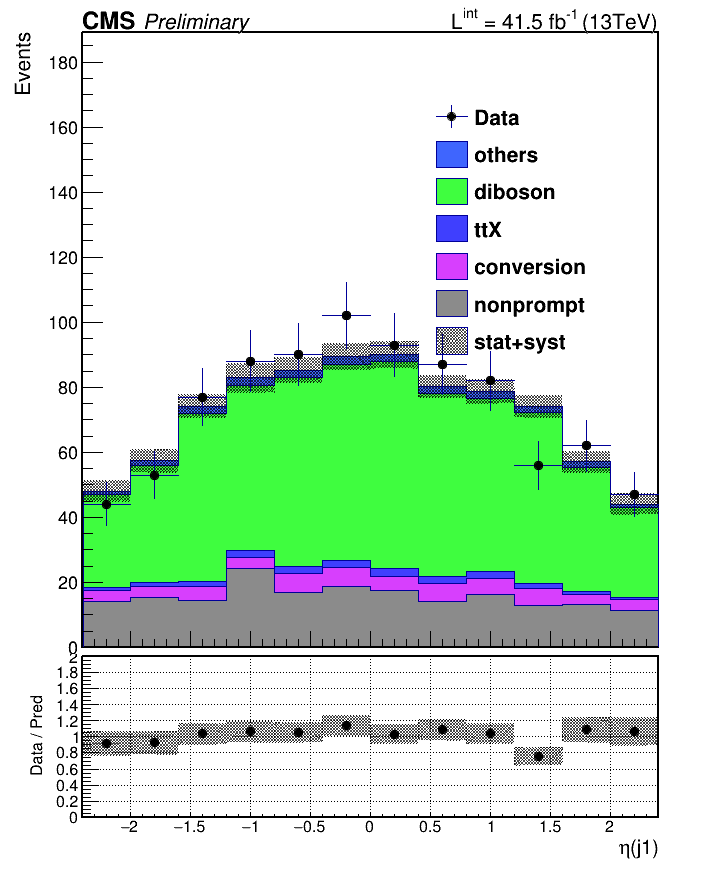 CMS Preliminary
L^int = 41.5 fb^-1 (13TeV)
Events
180
160
140
120
100
80
60
40
20
0
Data
others
diboson
ttX
conversion
nonprompt
stat+syst
Data / Pred
2
1.8
1.6
1.4
1.2
1
0.8
0.6
0.4
0.2
0
−2 −1.5 −1 −0.5 0 0.5 1 1.5 2
η(j1)